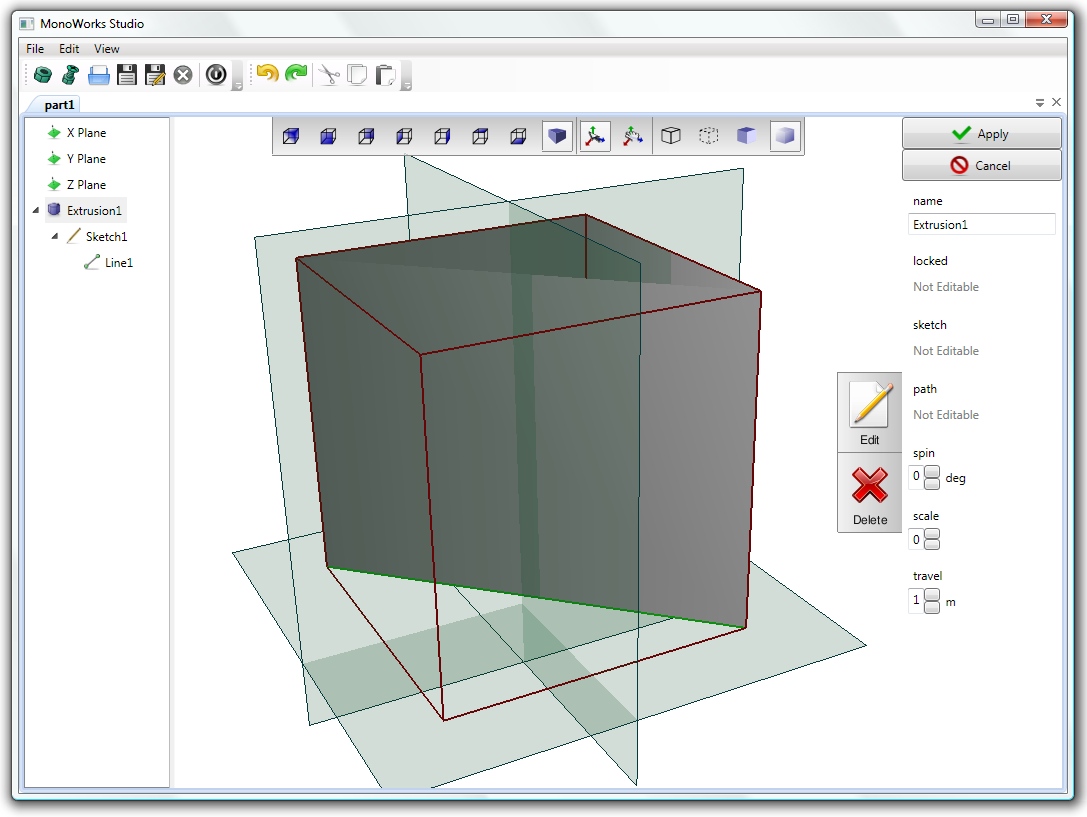 MonoWorks Studio
File Edit View
part1
X Plane
Y Plane
Z Plane
Extrusion1
Sketch1
Line1
Apply
Cancel
name
Extrusion1
locked
Not Editable
sketch
Not Editable
path
Not Editable
Edit
Delete
spin
0 deg
scale
0
travel
1 m